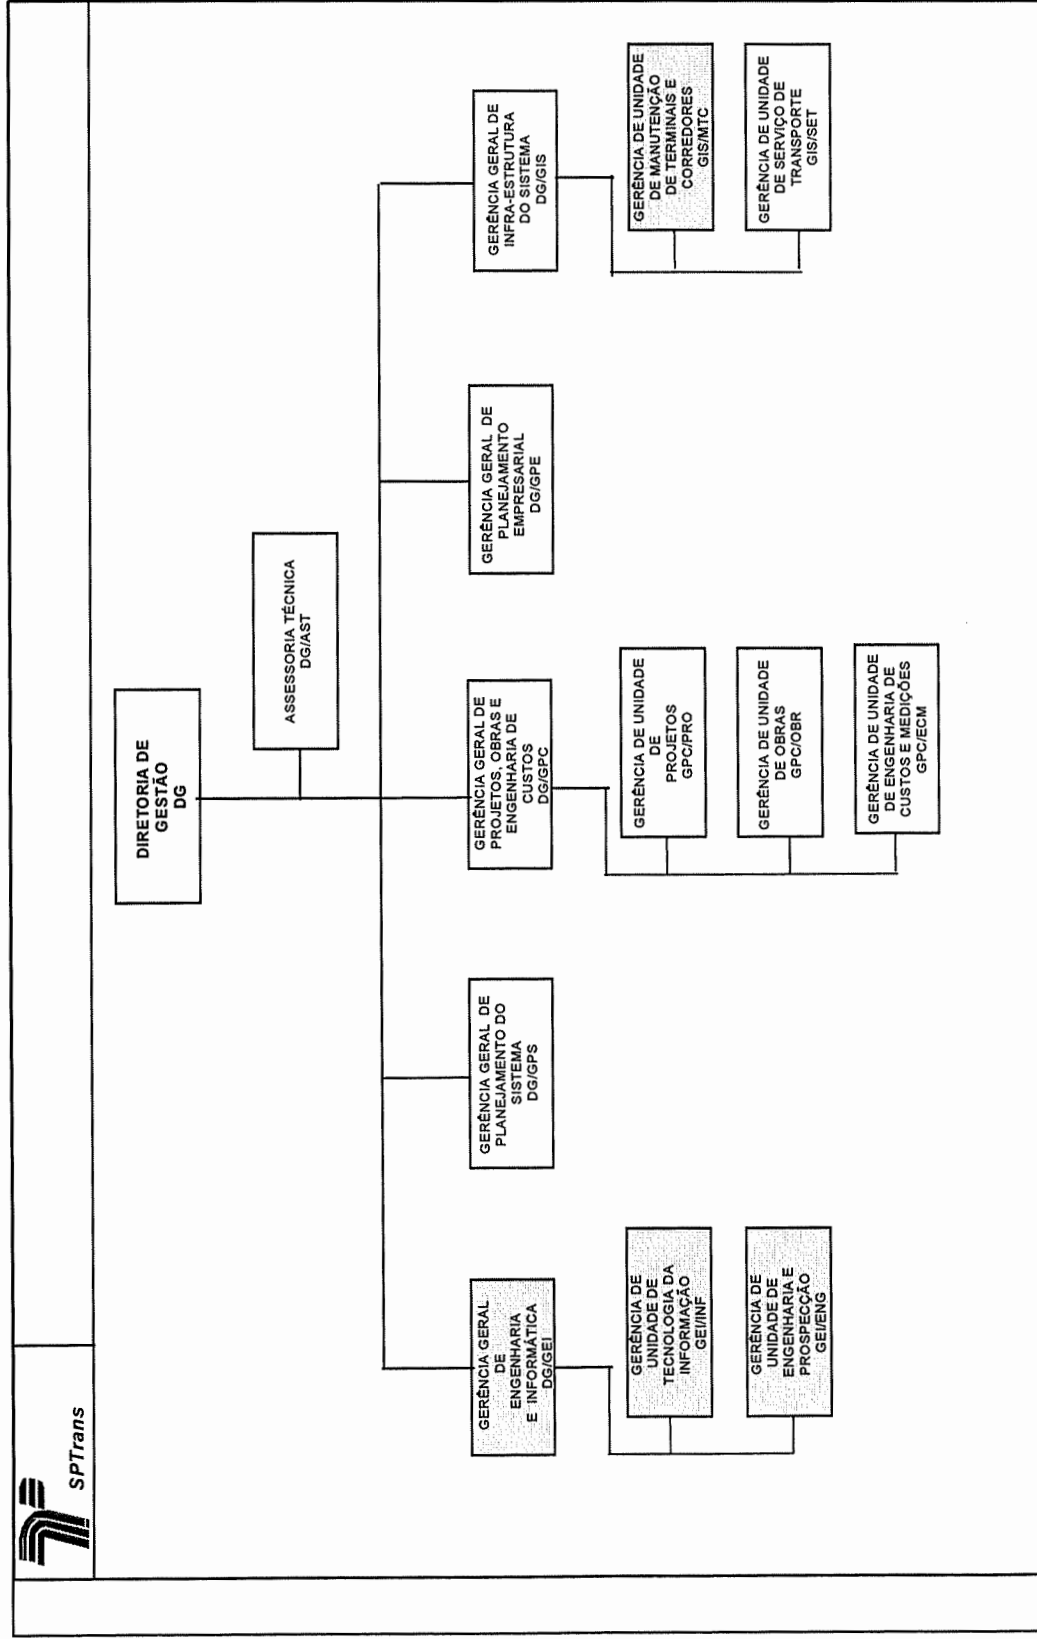 SPTrans
DIRETORIA DE
GESTÃO
DG
ASSESSORIA TÉCNICA
DG/AST
GERÊNCIA GERAL
DE
ENGENHARIA
E INFORMÁTICA
DG/GEI
GERÊNCIA DE
UNIDADE DE
TECNOLOGIA DA
INFORMAÇÃO
GEI/INF
GERÊNCIA DE
UNIDADE DE
ENGENHARIA E
PROSPECÇÃO
GEI/ENG
GERÊNCIA GERAL DE
PLANEJAMENTO DO
SISTEMA
DG/GPS
GERÊNCIA GERAL DE
PROJETOS, OBRAS E
ENGENHARIA DE
CUSTOS
DG/GPC
GERÊNCIA DE UNIDADE
DE
PROJETOS
GPC/PRO
GERÊNCIA DE UNIDADE
DE OBRAS
GPC/OBR
GERÊNCIA DE UNIDADE
DE ENGENHARIA DE
CUSTOS E MEDIÇÕES
GPC/ECM
GERÊNCIA GERAL DE
PLANEJAMENTO
EMPRESARIAL
DG/GPE
GERÊNCIA GERAL DE
INFRA-ESTRUTURA
DO SISTEMA
DG/GIS
GERÊNCIA DE UNIDADE
DE MANUTENÇÃO
DE TERMINAIS E
CORREDORES
GIS/MTC
GERÊNCIA DE UNIDADE
DE SERVIÇO DE
TRANSPORTE
GIS/SET